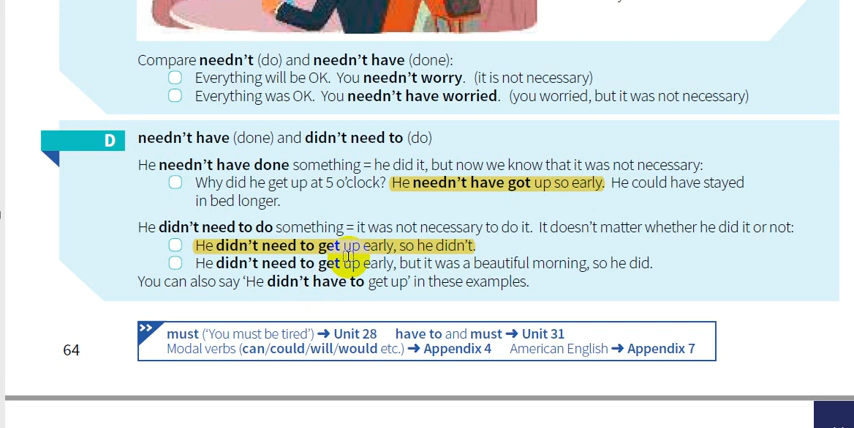 Compare needn't (do) and needn't have (done):
Everything will be OK. You needn't worry. (it is not necessary)
Everything was OK. You needn't have worried. (you worried, but it was not necessary)
D needn't have (done) and didn't need to (do)
He needn't have done something = he did it, but now we know that it was not necessary:
Why did he get up at 5 o'clock? He needn't have got up so early. He could have stayed
in bed longer.
He didn't need to do something = it was not necessary to do it. It doesn't matter whether he did it or not:
He didn't need to get up early, so he didn't.
He didn't need to get up early, but it was a beautiful morning, so he did.
You can also say 'He didn't have to get up' in these examples.
>> must ('You must be tired') ➜ Unit 28 have to and must ➜ Unit 31
Modal verbs (can/could/will/would etc.) ➜ Appendix 4 American English ➜ Appendix 7
64